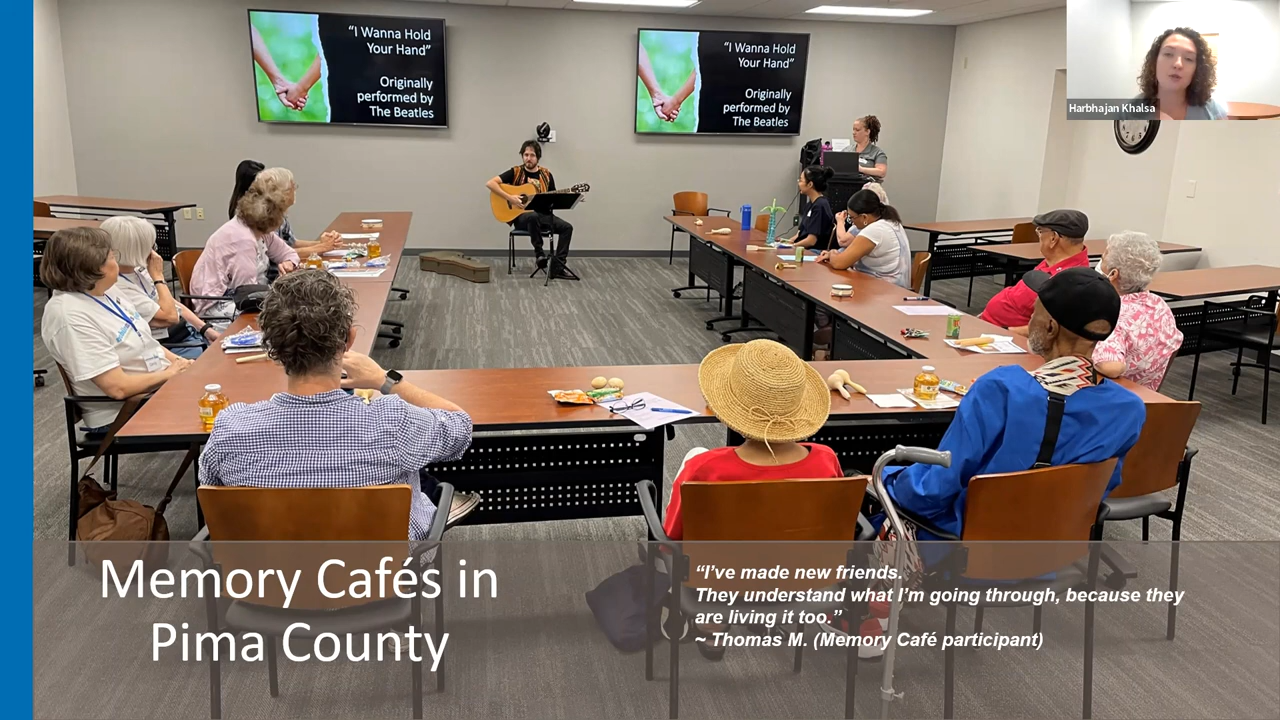 “I Wanna Hold
Your Hand”
Originally
performed by
The Beatles
“I Wanna Hold
Your Hand”
Originally
performed by
The Beatles
Harbhajan Khalsa
Memory Cafés in
Pima County
“I’ve made new friends.
They understand what I’m going through, because they
are living it too.”
~ Thomas M. (Memory Café participant)